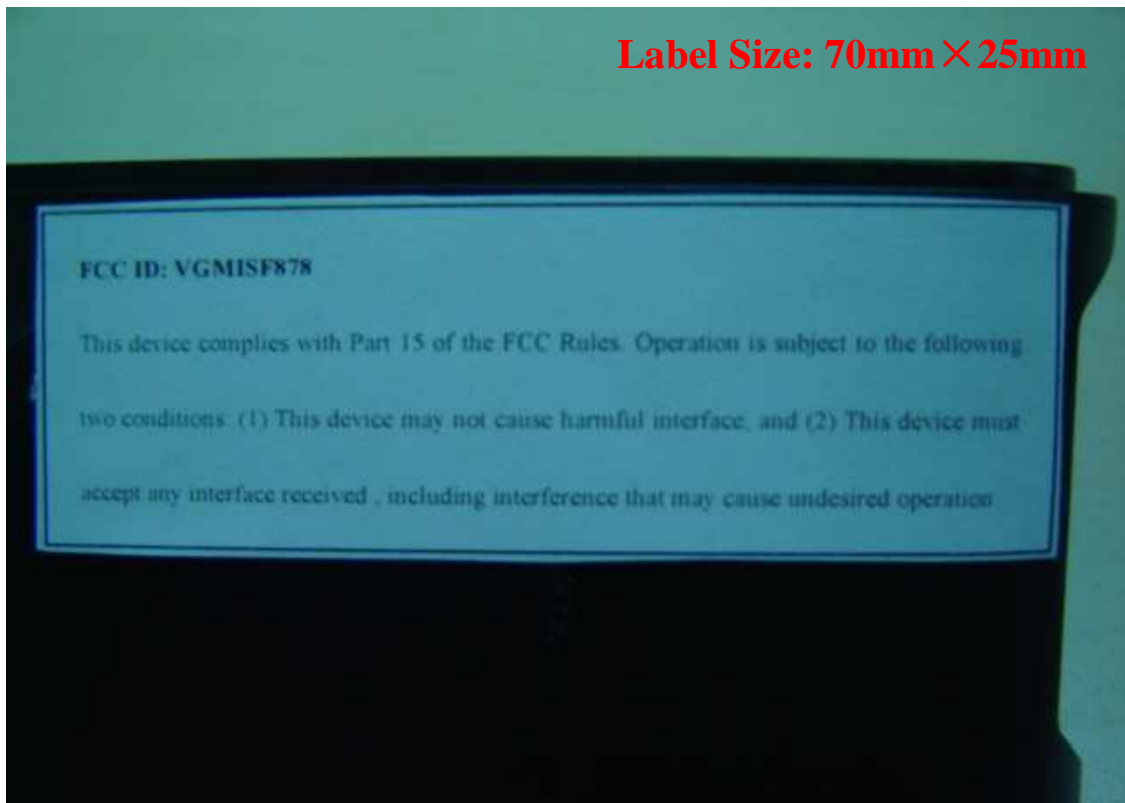 Label Size: 70mm×25mm
FCC ID: VGMISF878
This device complies with Part 15 of the FCC Rules. Operation is subject to the following
two conditions: (1) This device may not cause harmful interface, and (2) This device must
accept any interface received , including interference that may cause undesired operation